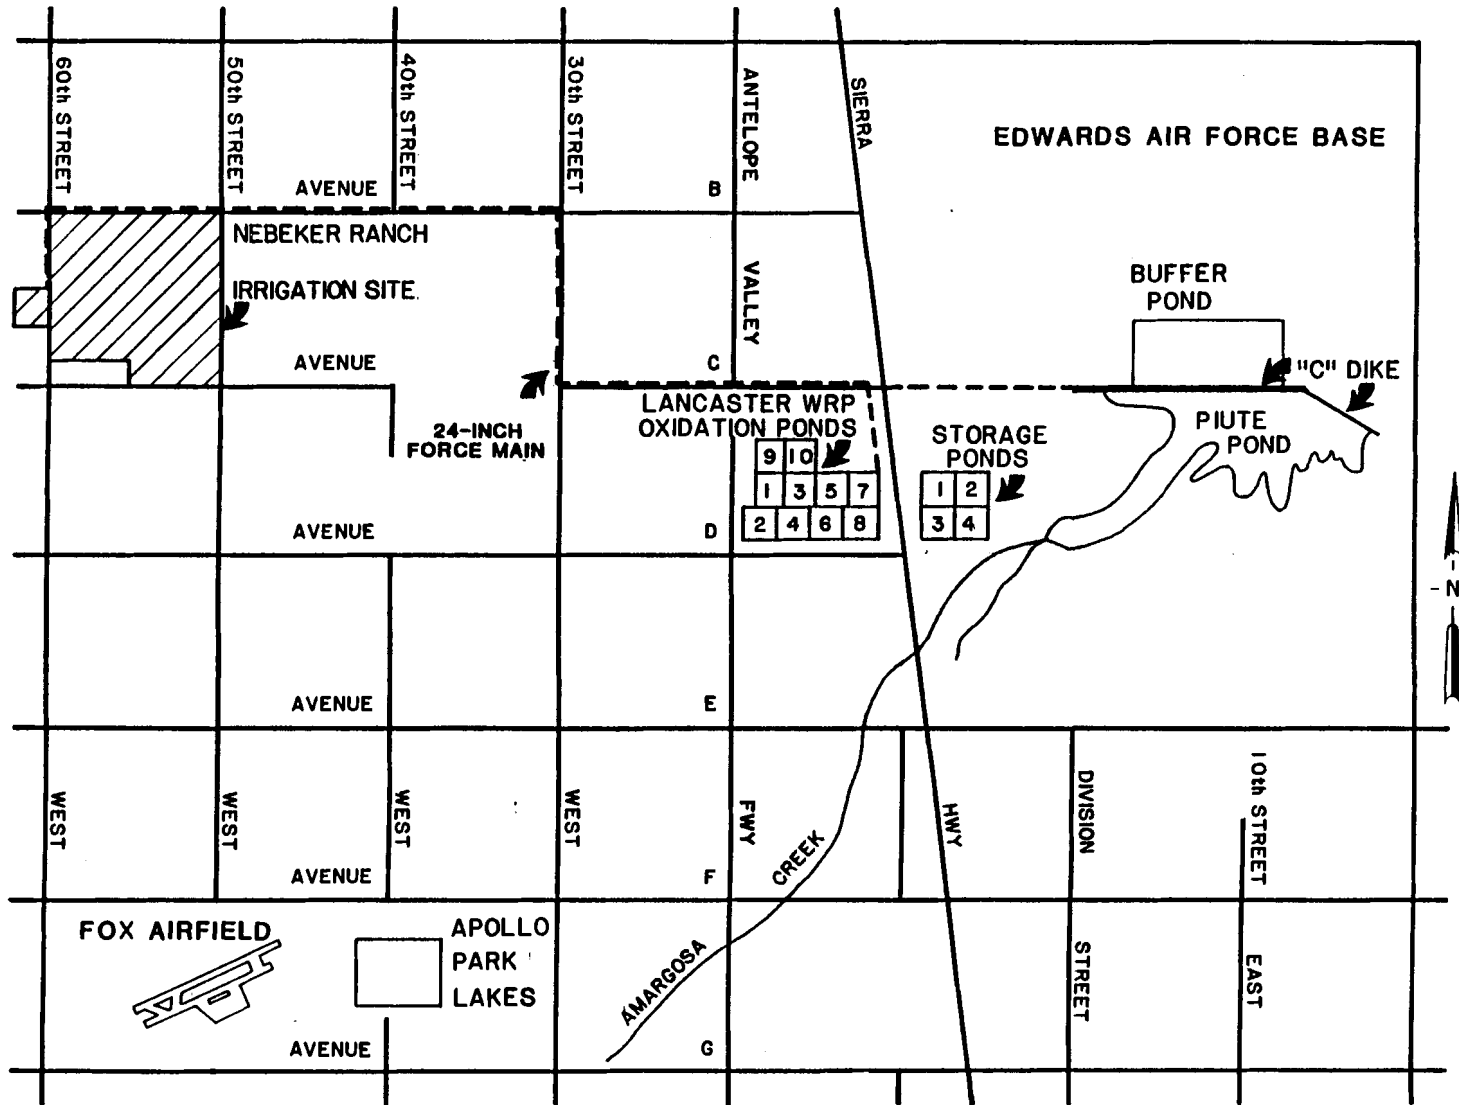 60th STREET
50th STREET
40th STREET
30th STREET
ANTELOPE
SIERRA
EDWARDS AIR FORCE BASE
AVENUE B
NEBEKER RANCH
IRRIGATION SITE
VALLEY
BUFFER
POND
AVENUE C
"C" DIKE
24-INCH
FORCE MAIN
LANCASTER WRP
OXIDATION PONDS
9 10
1 3 5 7
2 4 6 8
STORAGE
PONDS
1 2
3 4
PIUTE
POND
AVENUE D
- N
AVENUE E
WEST
WEST
WEST
WEST
FWY
HWY
DIVISION
STREET
10th STREET
EAST
AVENUE F
CREEK
AMARGOSA
FOX AIRFIELD
APOLLO
PARK
LAKES
AVENUE G